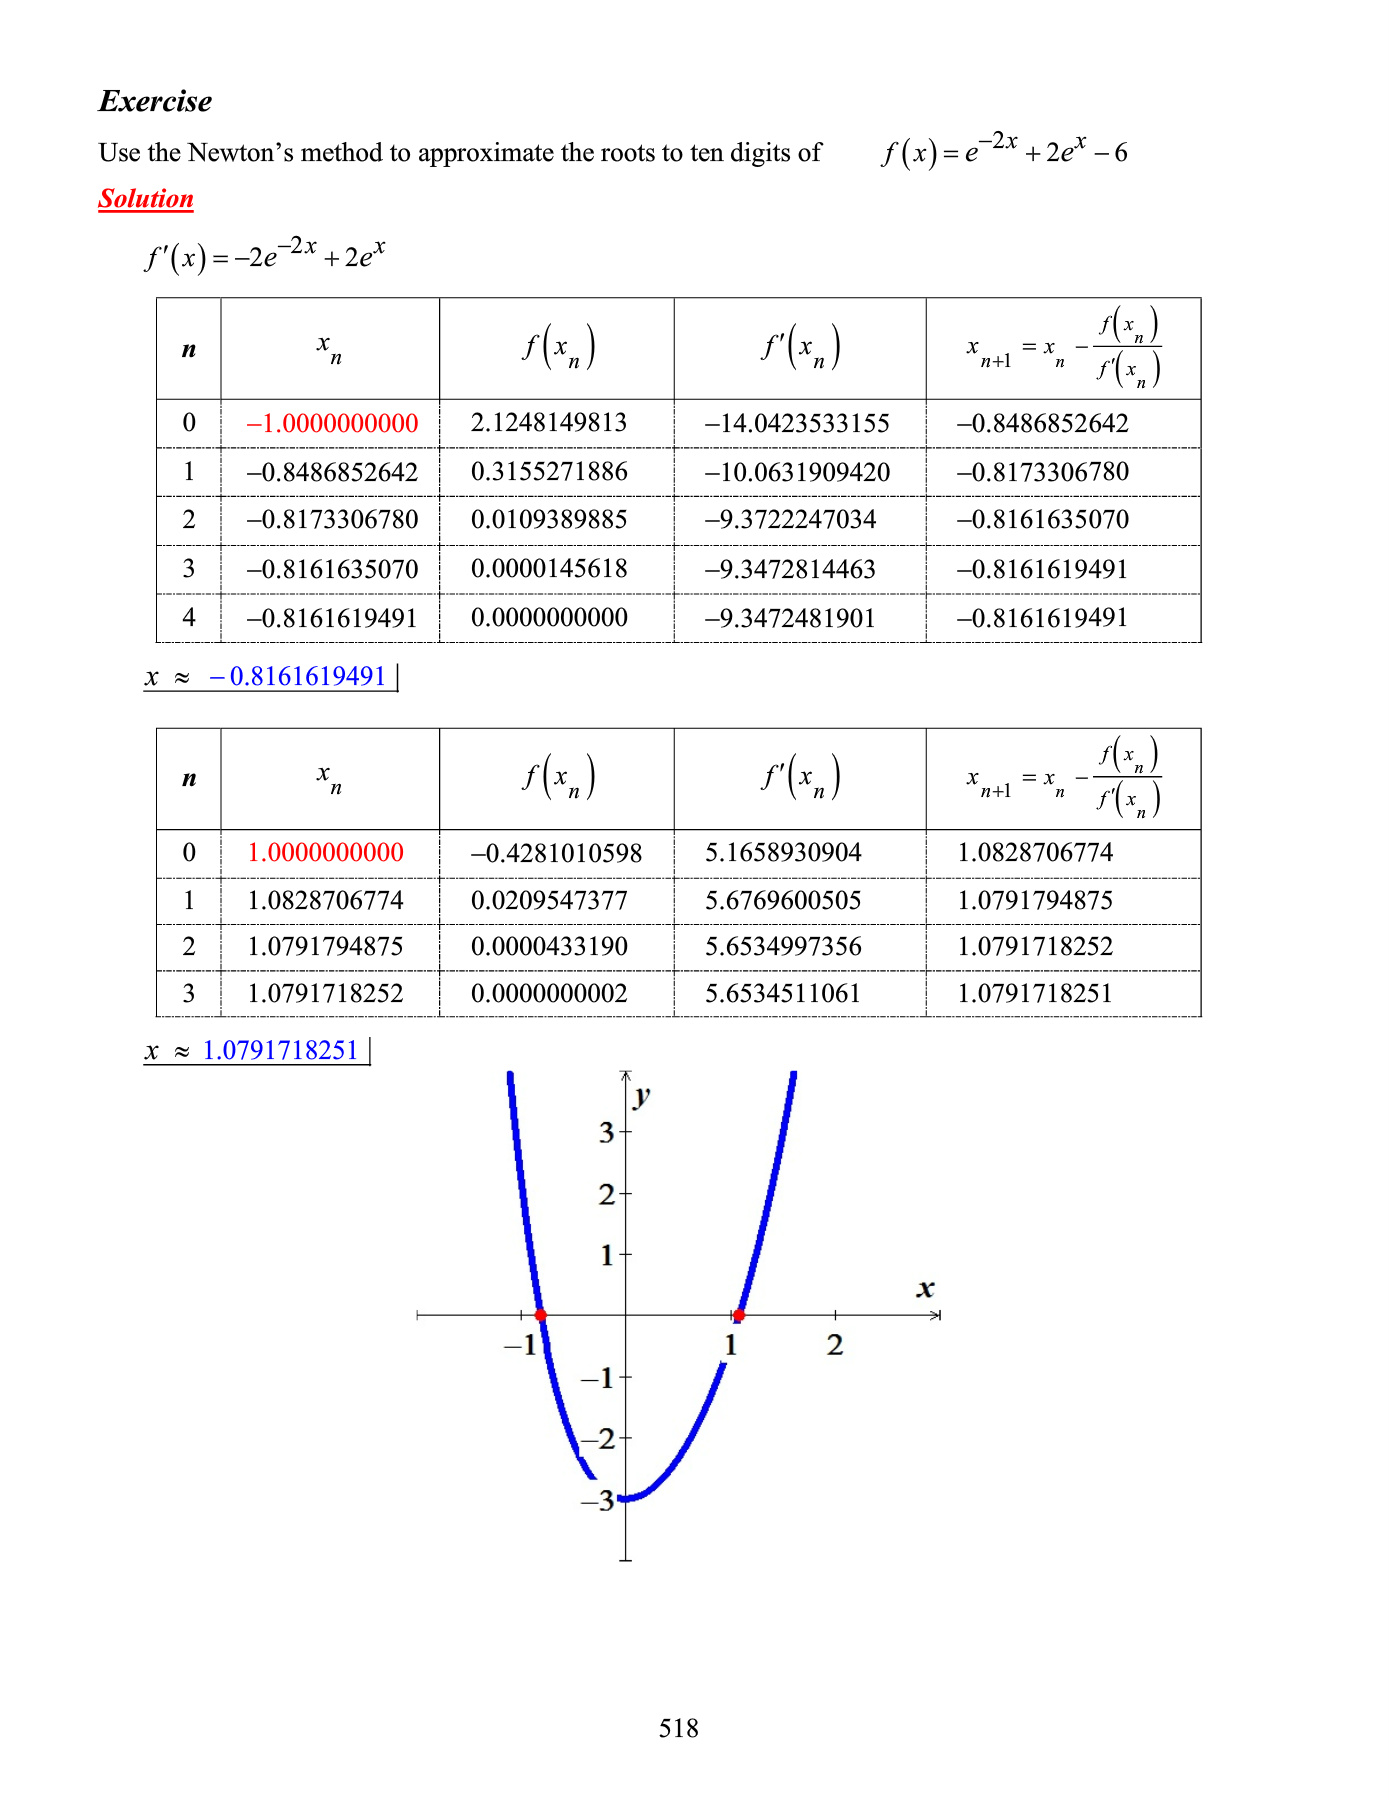 Exercise
Use the Newton's method to approximate the roots to ten digits of f(x) = e^{−2x} + 2e^x − 6
Solution
f′(x) = −2e^{−2x} + 2e^x
n x_n f(x_n) f′(x_n) x_{n+1} = x_n − f(x_n)/f′(x_n)
0 −1.0000000000 2.1248149813 −14.0423533155 −0.8486852642
1 −0.8486852642 0.3155271886 −10.0631909420 −0.8173306780
2 −0.8173306780 0.0109389885 −9.3722247034 −0.8161635070
3 −0.8161635070 0.0000145618 −9.3472814463 −0.8161619491
4 −0.8161619491 0.0000000000 −9.3472481901 −0.8161619491
x ≈ −0.8161619491
n x_n f(x_n) f′(x_n) x_{n+1} = x_n − f(x_n)/f′(x_n)
0 1.0000000000 −0.4281010598 5.1658930904 1.0828706774
1 1.0828706774 0.0209547377 5.6769600505 1.0791794875
2 1.0791794875 0.0000433190 5.6534997356 1.0791718252
3 1.0791718252 0.0000000002 5.6534511061 1.0791718251
x ≈ 1.0791718251
y
3
2
1
x
−1 1 2
−1
−2
−3
518